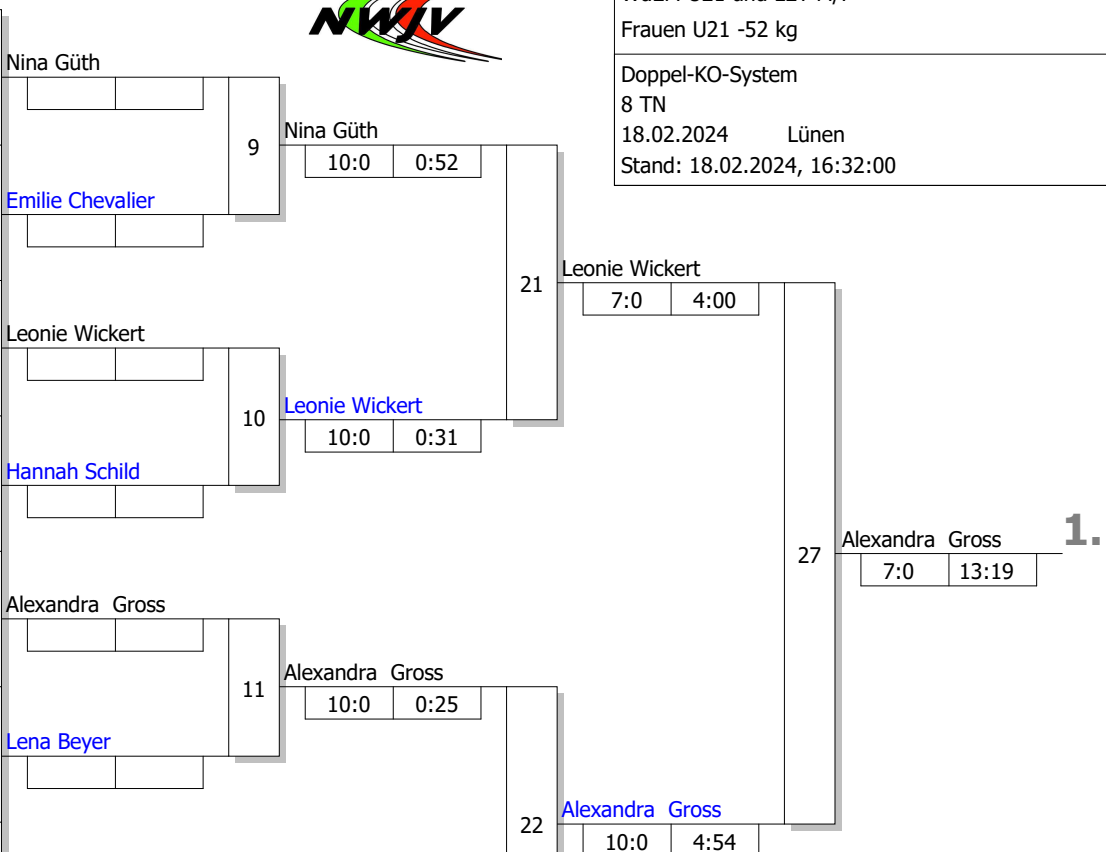 NWJV
Frauen U21 -52 kg
Doppel-KO-System
8 TN
18.02.2024 Lünen
Stand: 18.02.2024, 16:32:00
Nina Güth
9
Nina Güth
10:0 0:52
Emilie Chevalier
21
Leonie Wickert
7:0 4:00
Leonie Wickert
10
Leonie Wickert
10:0 0:31
Hannah Schild
27
Alexandra Gross
1.
7:0 13:19
Alexandra Gross
11
Alexandra Gross
10:0 0:25
Lena Beyer
22
Alexandra Gross
10:0 4:54